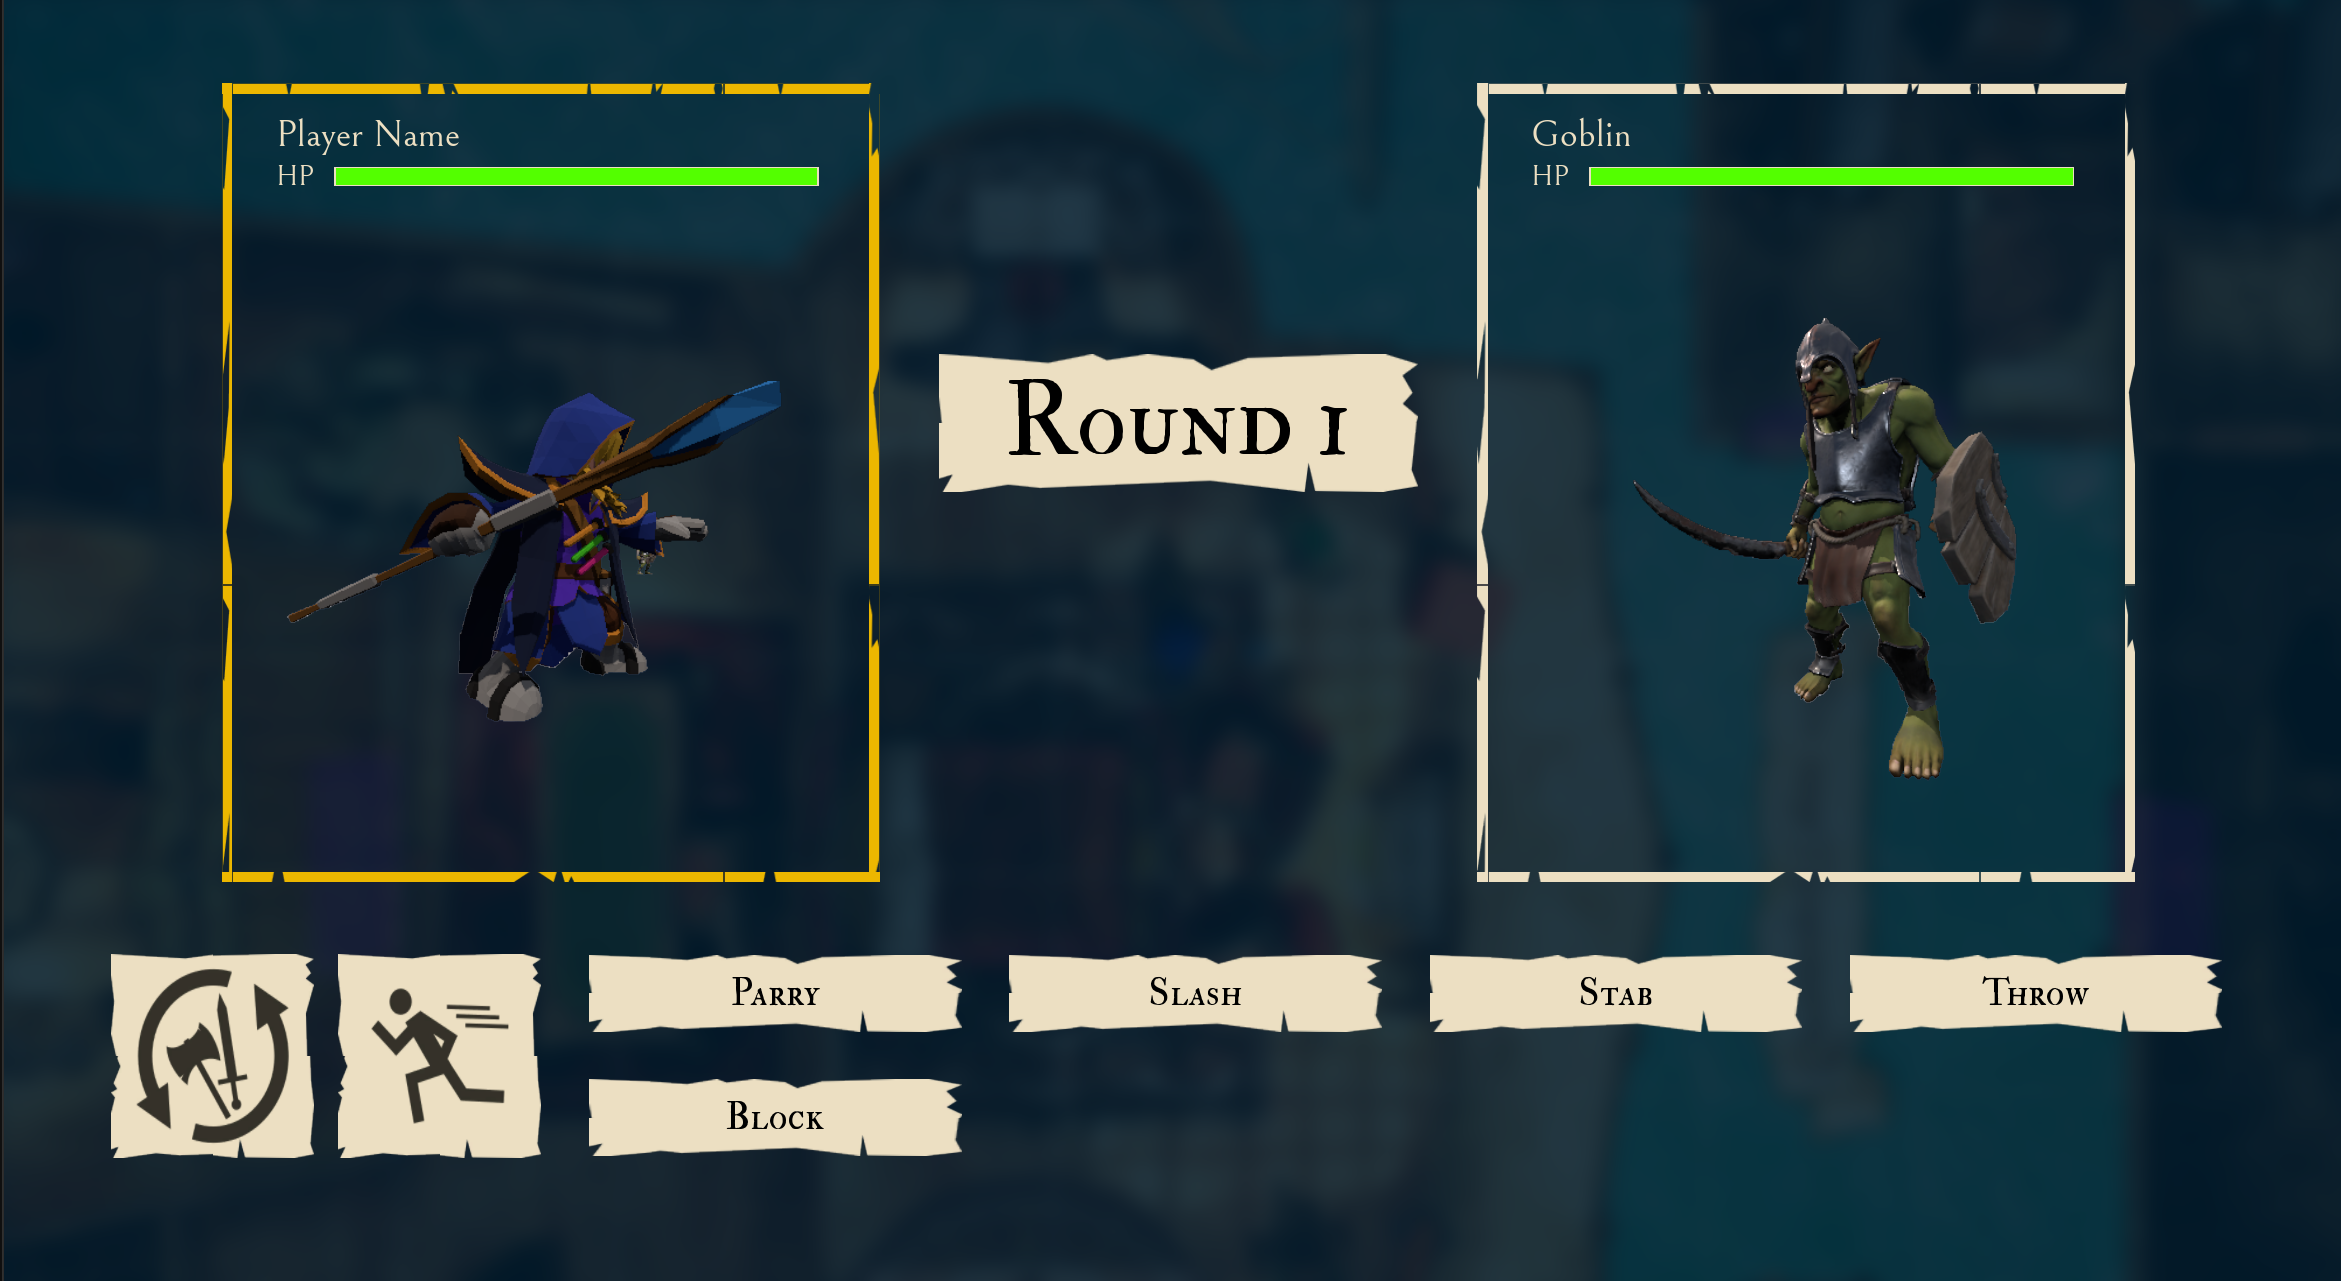 Player Name
HP
Goblin
HP
Round 1
Parry
Slash
Stab
Throw
Block